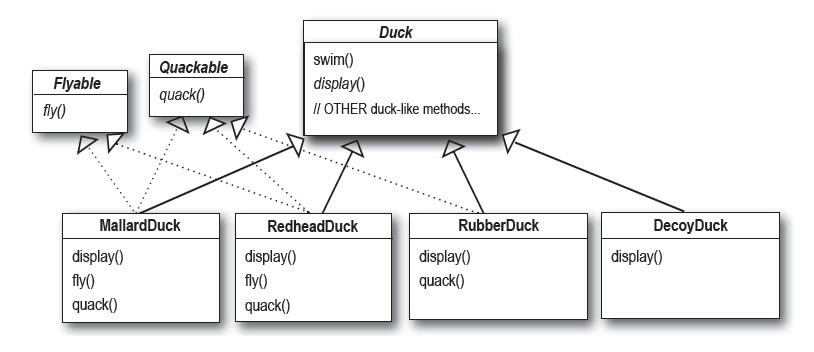 Duck
swim()
display()
// OTHER duck-like methods...
Quackable
quack()
Flyable
fly()
MallardDuck
display()
fly()
quack()
RedheadDuck
display()
fly()
quack()
RubberDuck
display()
quack()
DecoyDuck
display()